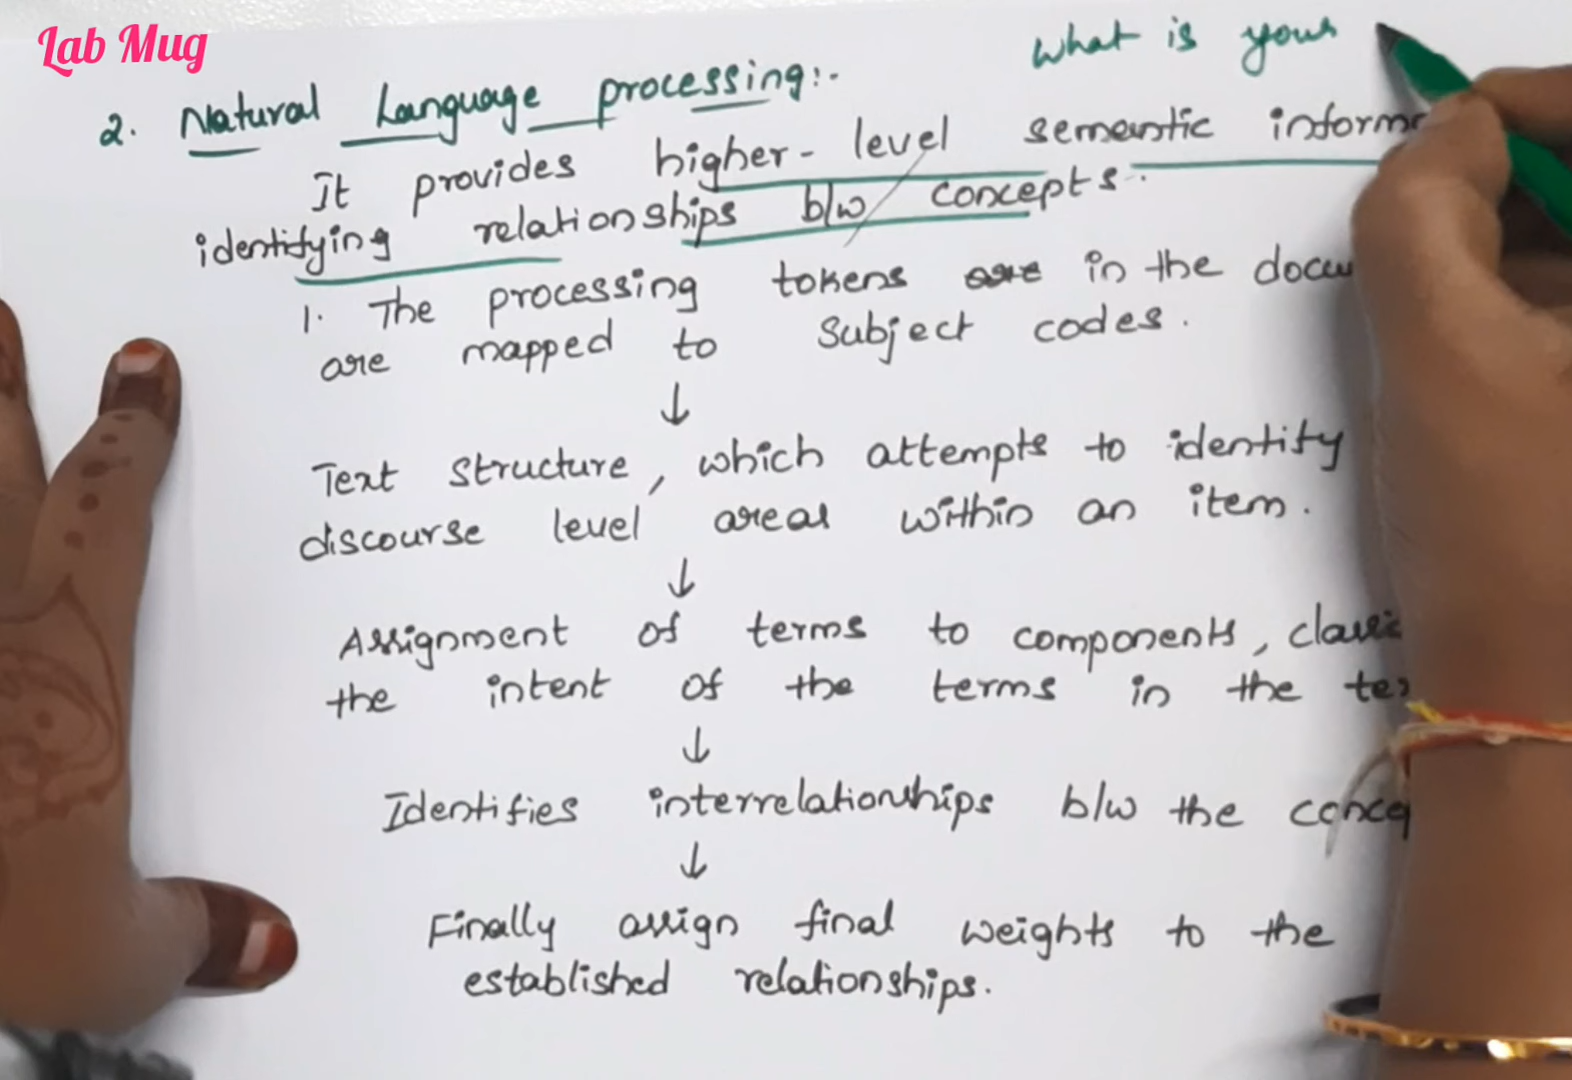 Lab Mug
What is your
2. Natural Language processing:-
It provides higher-level semantic
identifying relationships b/w concepts.
1. The processing tokens in the
are mapped to Subject codes.
↓
Text structure, which attempts to identify
discourse level areas within an item.
↓
Assignment of terms to components,
the intent of the terms in the
↓
Identifies interrelationships b/w the
↓
Finally assign final weights to the
established relationships.